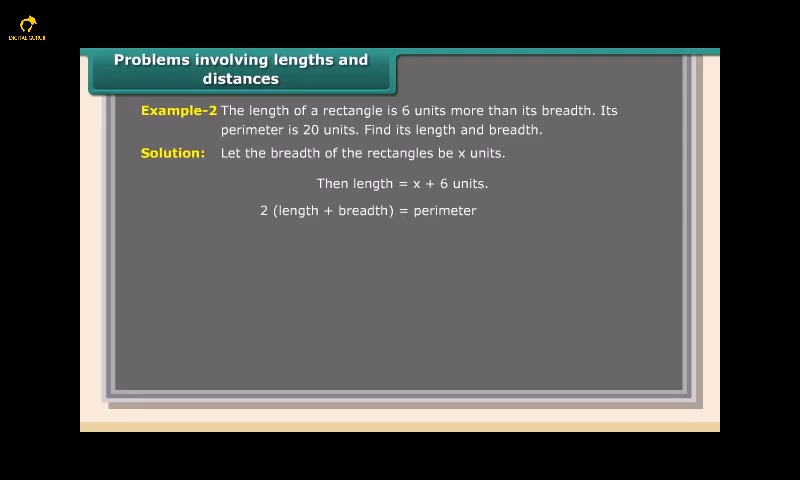 DIGITAL GURUJI
Problems involving lengths and
distances
Example-2 The length of a rectangle is 6 units more than its breadth. Its
perimeter is 20 units. Find its length and breadth.
Solution: Let the breadth of the rectangles be x units.
Then length = x + 6 units.
2 (length + breadth) = perimeter